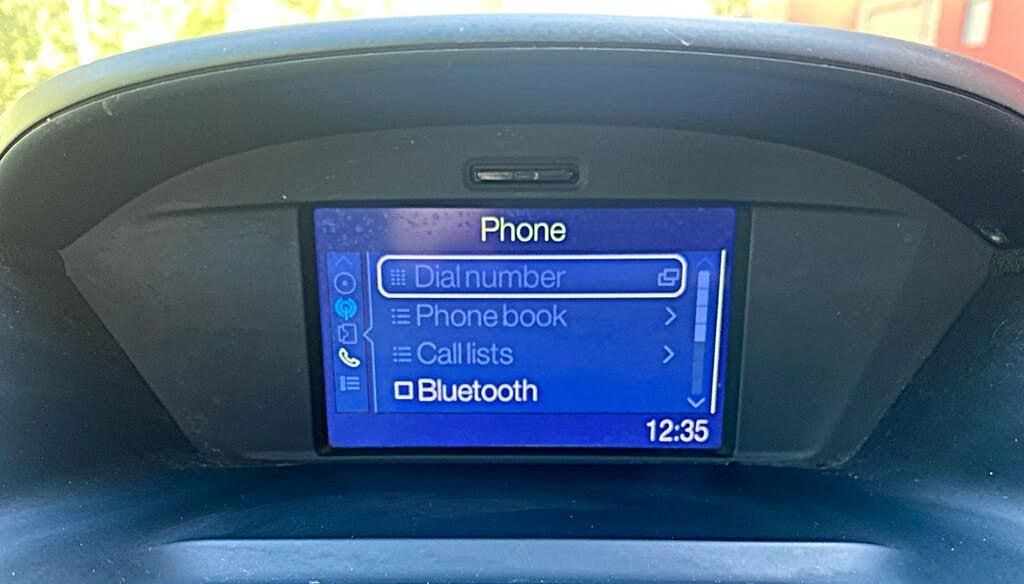 Phone
Dial number
Phone book
Call lists
Bluetooth
12:35